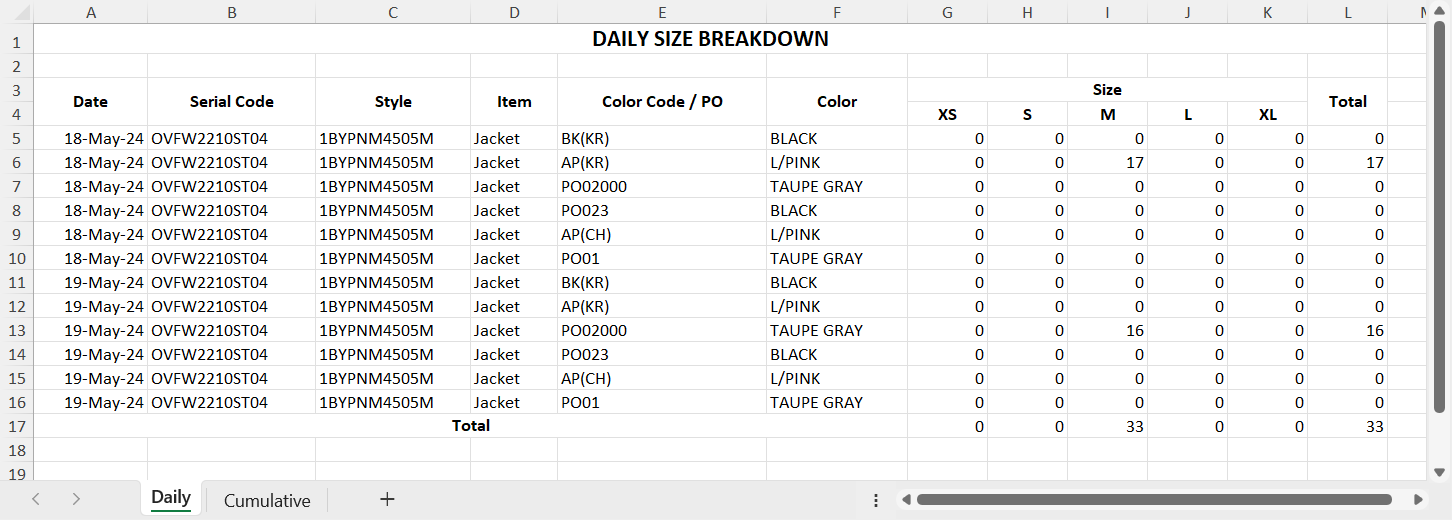 A B C D E F G H I J K L
1 DAILY SIZE BREAKDOWN
2
3 Date Serial Code Style Item Color Code / PO Color Size Total
4 XS S M L XL
5 18-May-24 OVFW2210ST04 1BYPNM4505M Jacket BK(KR) BLACK 0 0 0 0 0 0
6 18-May-24 OVFW2210ST04 1BYPNM4505M Jacket AP(KR) L/PINK 0 0 17 0 0 17
7 18-May-24 OVFW2210ST04 1BYPNM4505M Jacket PO02000 TAUPE GRAY 0 0 0 0 0 0
8 18-May-24 OVFW2210ST04 1BYPNM4505M Jacket PO023 BLACK 0 0 0 0 0 0
9 18-May-24 OVFW2210ST04 1BYPNM4505M Jacket AP(CH) L/PINK 0 0 0 0 0 0
10 18-May-24 OVFW2210ST04 1BYPNM4505M Jacket PO01 TAUPE GRAY 0 0 0 0 0 0
11 19-May-24 OVFW2210ST04 1BYPNM4505M Jacket BK(KR) BLACK 0 0 0 0 0 0
12 19-May-24 OVFW2210ST04 1BYPNM4505M Jacket AP(KR) L/PINK 0 0 0 0 0 0
13 19-May-24 OVFW2210ST04 1BYPNM4505M Jacket PO02000 TAUPE GRAY 0 0 16 0 0 16
14 19-May-24 OVFW2210ST04 1BYPNM4505M Jacket PO023 BLACK 0 0 0 0 0 0
15 19-May-24 OVFW2210ST04 1BYPNM4505M Jacket AP(CH) L/PINK 0 0 0 0 0 0
16 19-May-24 OVFW2210ST04 1BYPNM4505M Jacket PO01 TAUPE GRAY 0 0 0 0 0 0
17 Total 0 0 33 0 0 33
18
19
Daily Cumulative